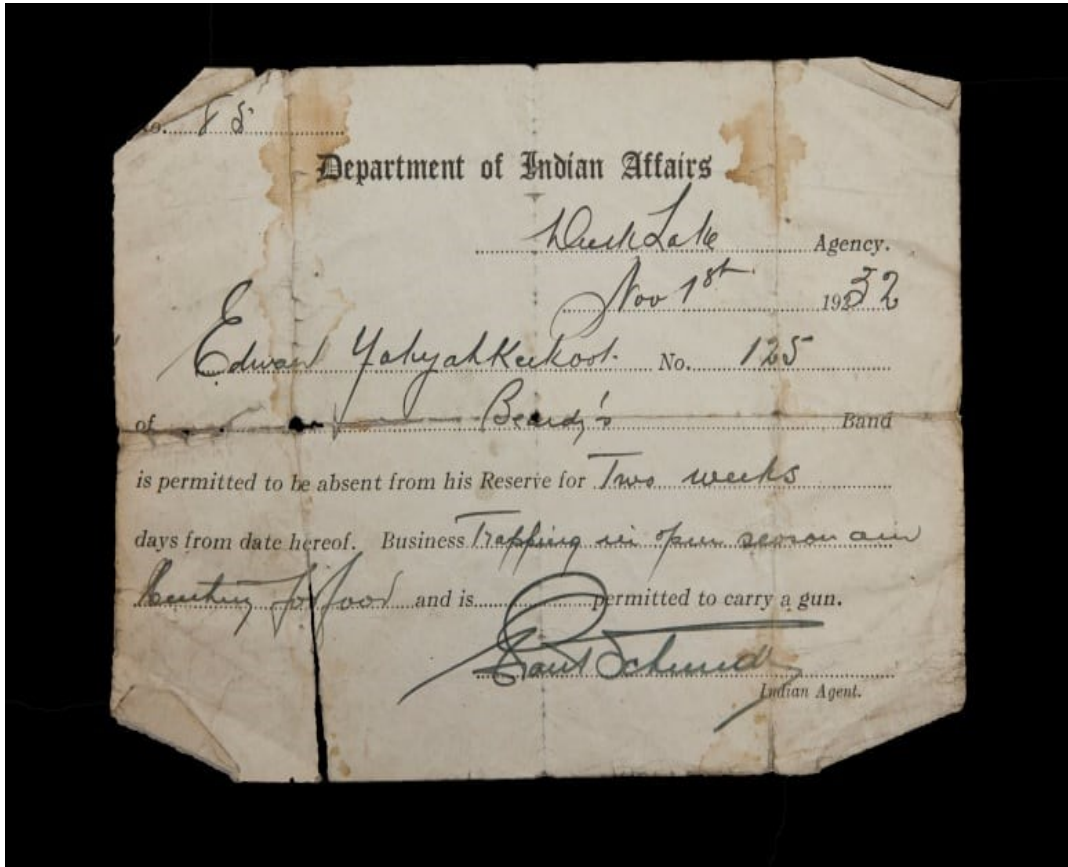 No. 85
Department of Indian Affairs
Duck Lake Agency.
Nov 1st 1932
Edward Yahyahkeekoot. No. 125
of Beardy's Band
is permitted to be absent from his Reserve for Two weeks
days from date hereof. Business Trapping in open season and
hunting for food and is permitted to carry a gun.
Schmidt
Indian Agent.